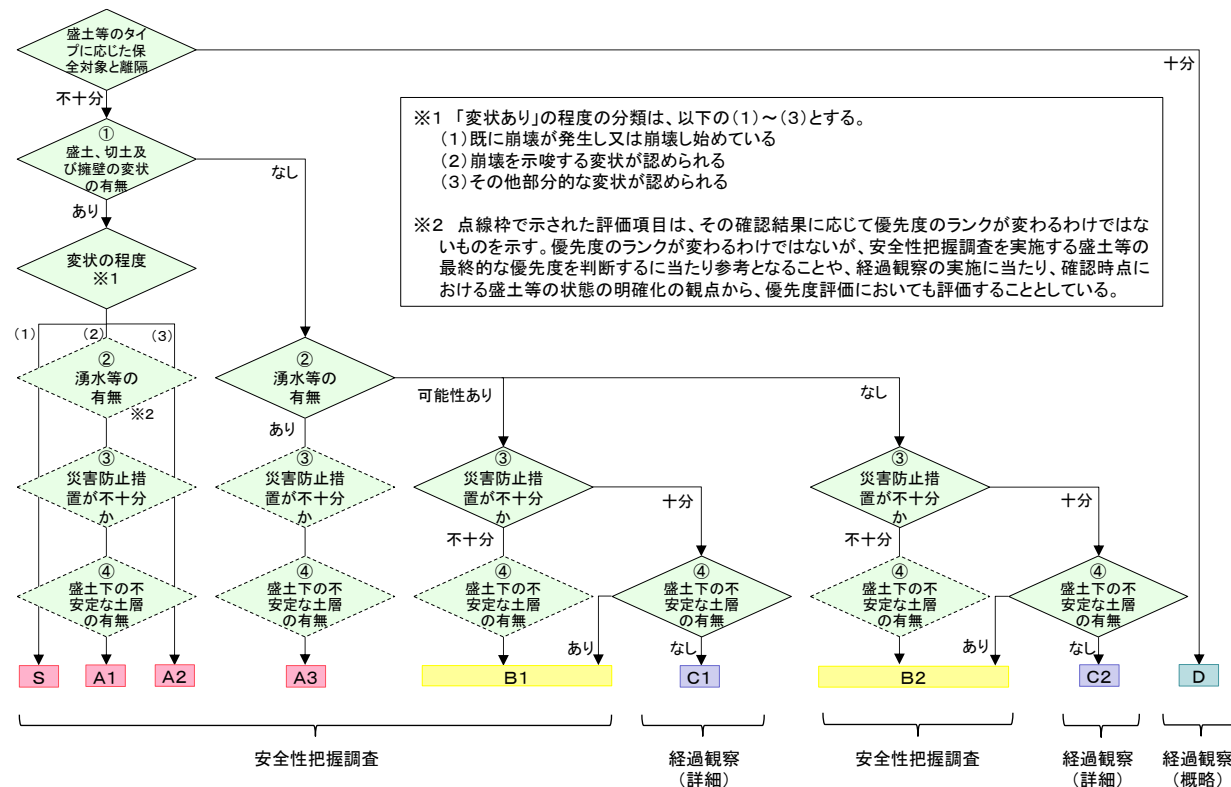 盛土等のタイ
プに応じた保
全対象と離隔
十分
不十分
①
盛土、切土及
び擁壁の変状
の有無
なし
あり
変状の程度
※1
※1 「変状あり」の程度の分類は、以下の(1)~(3)とする。
(1)既に崩壊が発生し又は崩壊し始めている
(2)崩壊を示唆する変状が認められる
(3)その他部分的な変状が認められる
※2 点線枠で示された評価項目は、その確認結果に応じて優先度のランクが変わるわけではな
いものを示す。優先度のランクが変わるわけではないが、安全性把握調査を実施する盛土等の
最終的な優先度を判断するに当たり参考となることや、経過観察の実施に当たり、確認時点に
おける盛土等の状態の明確化の観点から、優先度評価においても評価することとしている。
(1)
(2)
(3)
②
湧水等の
有無
※2
②
湧水等の
有無
可能性あり
なし
あり
③
災害防止措
置が不十分
か
③
災害防止措
置が不十分
か
③
災害防止措
置が不十分
か
十分
不十分
③
災害防止措
置が不十分
か
十分
不十分
④
盛土下の不
安定な土層
の有無
④
盛土下の不
安定な土層
の有無
④
盛土下の不
安定な土層
の有無
④
盛土下の不
安定な土層
の有無
あり
なし
④
盛土下の不
安定な土層
の有無
④
盛土下の不
安定な土層
の有無
あり
なし
S
A1
A2
A3
B1
C1
B2
C2
D
安全性把握調査
経過観察
(詳細)
安全性把握調査
経過観察
(詳細)
経過観察
(概略)